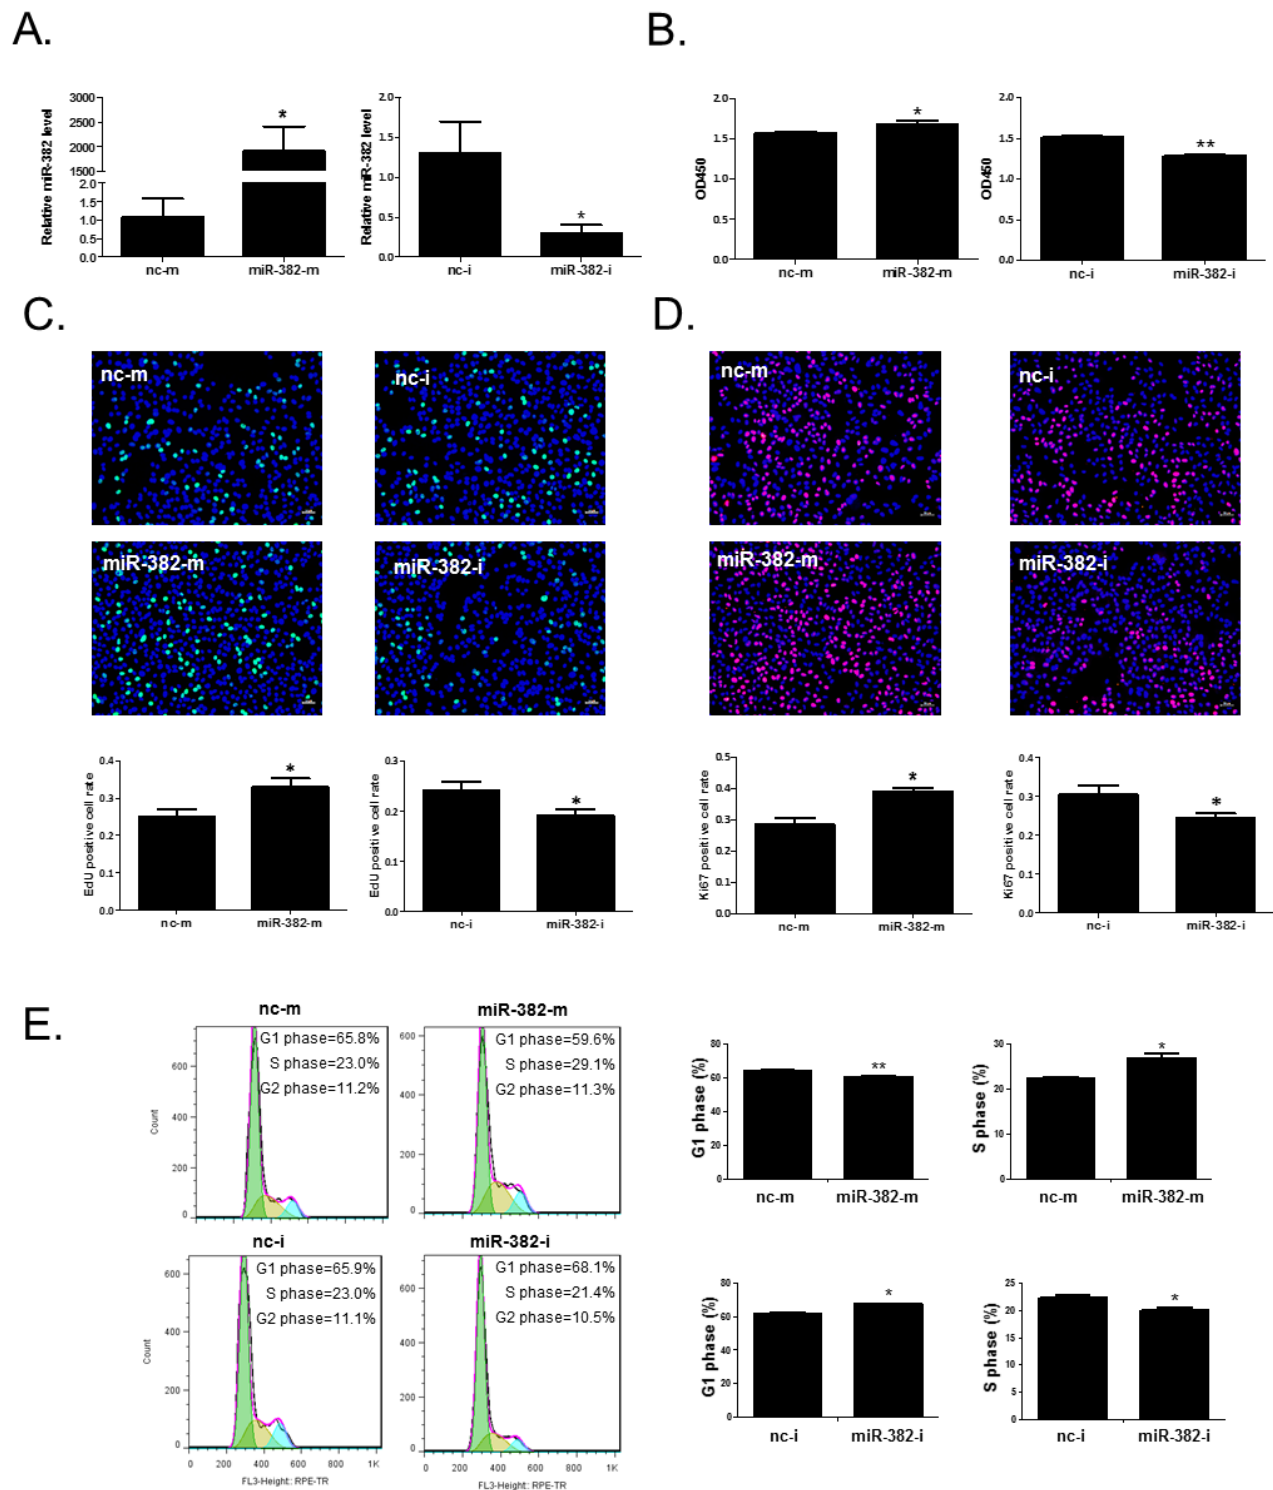 A.
B.
Relative miR-382 level
3000
2500
2000
1500
2.0
1.5
1.0
0.5
0.0
*
nc-m
miR-382-m
Relative miR-382 level
2.0
1.5
1.0
0.5
0.0
*
nc-i
miR-382-i
OD450
2.0
1.5
1.0
0.5
0.0
*
nc-m
miR-382-m
OD450
2.0
1.5
1.0
0.5
0.0
**
nc-i
miR-382-i
C.
D.
nc-m
nc-i
miR-382-m
miR-382-i
nc-m
nc-i
miR-382-m
miR-382-i
EdU positive cell rate
0.4
0.3
0.2
0.1
0.0
*
nc-m
miR-382-m
EdU positive cell rate
0.3
0.2
0.1
0.0
*
nc-i
miR-382-i
Ki67 positive cell rate
0.5
0.4
0.3
0.2
0.1
0.0
*
nc-m
miR-382-m
Ki67 positive cell rate
0.4
0.3
0.2
0.1
0.0
*
nc-i
miR-382-i
E.
nc-m
G1 phase=65.8%
S phase=23.0%
G2 phase=11.2%
Count
600
400
200
0
miR-382-m
G1 phase=59.6%
S phase=29.1%
G2 phase=11.3%
600
400
200
0
nc-i
G1 phase=65.9%
S phase=23.0%
G2 phase=11.1%
Count
600
400
200
0
0 200 400 600 800 1K
FL3-Height:: RPE-TR
miR-382-i
G1 phase=68.1%
S phase=21.4%
G2 phase=10.5%
600
400
200
0
0 200 400 600 800 1K
FL3-Height:: RPE-TR
G1 phase (%)
80
60
40
20
0
**
nc-m
miR-382-m
S phase (%)
30
20
10
0
*
nc-m
miR-382-m
G1 phase (%)
80
60
40
20
0
*
nc-i
miR-382-i
S phase (%)
25
20
15
10
5
0
*
nc-i
miR-382-i